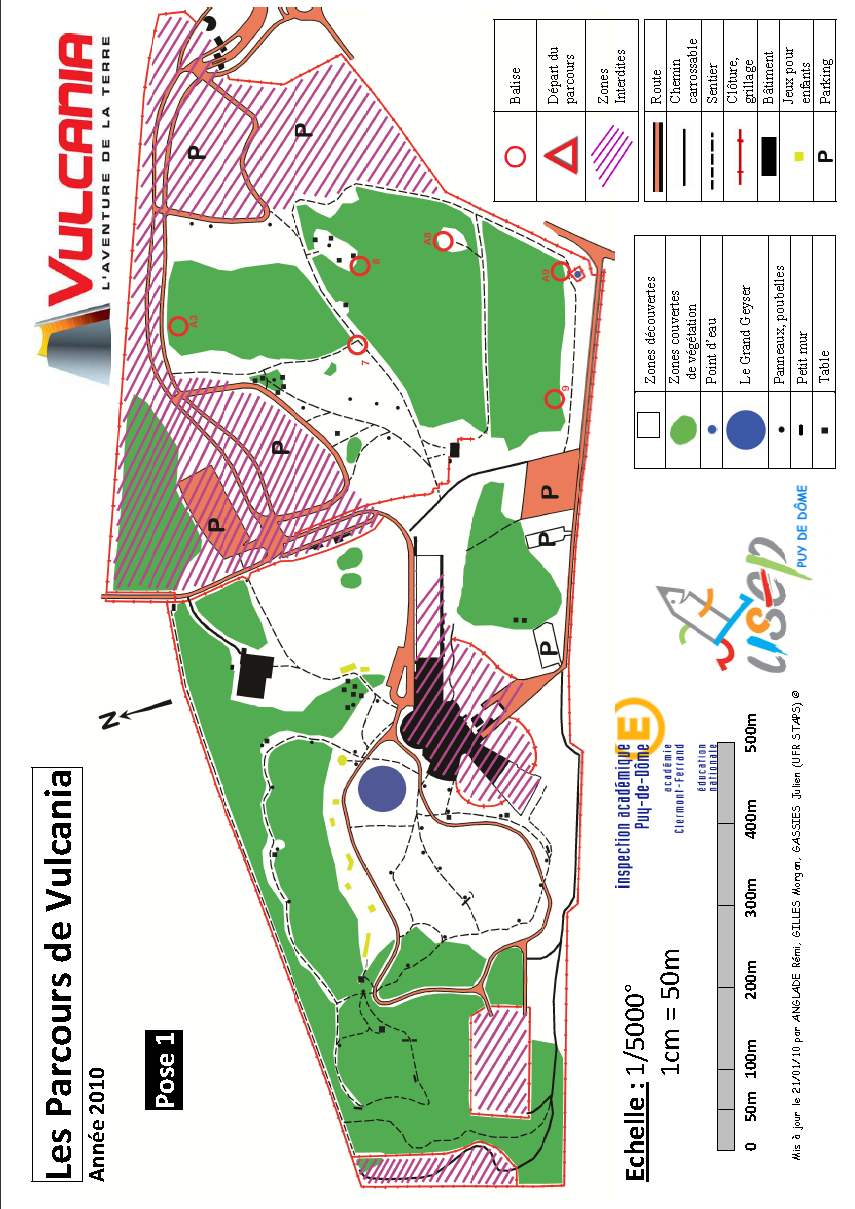 Les Parcours de Vulcania
Année 2010
Pose 1
VULCANIA
L'AVENTURE DE LA TERRE
N
P
P
P
P
P
P
P
A3
7
8
A8
A9
9
Balise
Départ du
parcours
Zones
Interdites
Route
Chemin
carrossable
Sentier
Clôture,
grillage
Bâtiment
Jeux pour
enfants
Parking
P
Zones découvertes
Zones couvertes
de végétation
Point d'eau
Le Grand Geyser
Panneaux, poubelles
Petit mur
Table
Echelle : 1/5000°
1cm = 50m
0 50m 100m 200m 300m 400m 500m
inspection académique
Puy-de-Dôme
académie
Clermont-Ferrand
éducation
nationale
E
usep
PUY DE DÔME
Mis à jour le 21/01/10 par ANGLADE Rémi, GILLES Morgan, GASSIES Julien (UFR STAPS) ©